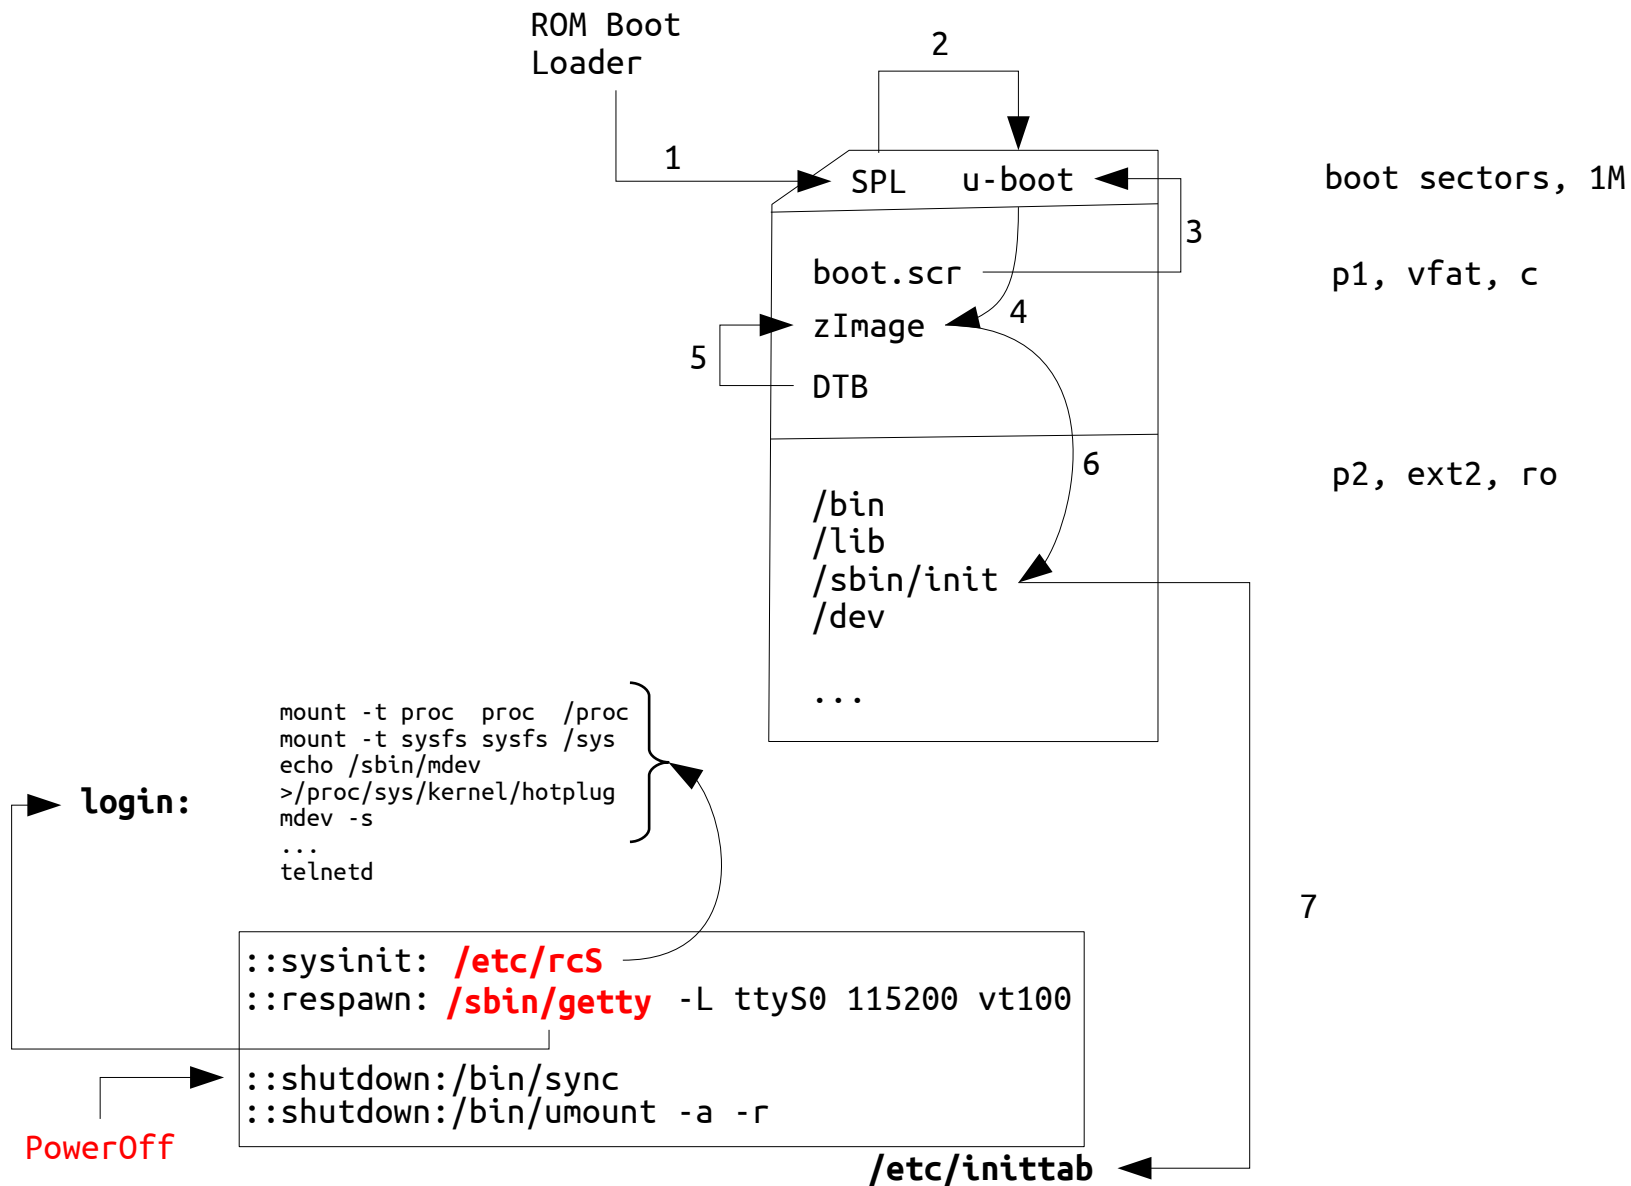 ROM Boot
Loader
2
1
SPL u-boot
boot sectors, 1M
3
boot.scr
p1, vfat, c
4
zImage
5
DTB
6
p2, ext2, ro
/bin
/lib
/sbin/init
/dev
...
mount -t proc  proc  /proc
mount -t sysfs sysfs /sys
echo /sbin/mdev
>/proc/sys/kernel/hotplug
mdev -s
...
telnetd
login:
7
::sysinit: /etc/rcS
::respawn: /sbin/getty -L ttyS0 115200 vt100
::shutdown:/bin/sync
::shutdown:/bin/umount -a -r
PowerOff
/etc/inittab